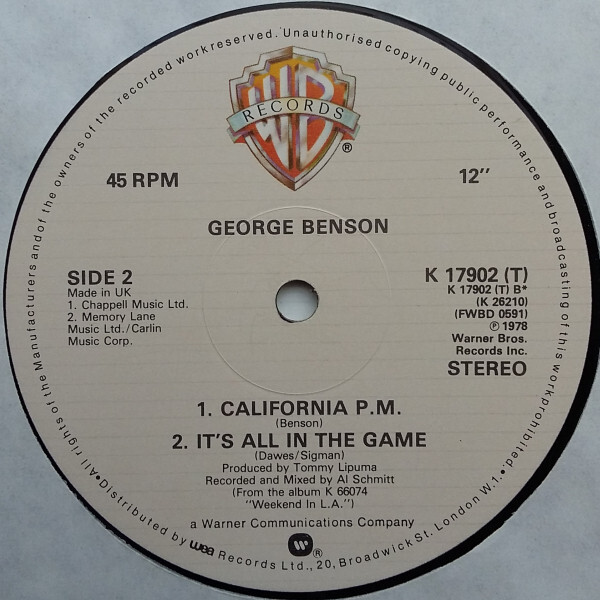 All rights of the Manufacturers and of the owners of the recorded work reserved. Unauthorised copying public performance and broadcasting of this work prohibited.
WB
RECORDS
®
45 RPM
12''
GEORGE BENSON
SIDE 2
Made in UK
1. Chappell Music Ltd.
2. Memory Lane
Music Ltd./Carlin
Music Corp.
K 17902 (T)
K 17902 (T) B*
(K 26210)
(FWBD 0591)
℗ 1978
Warner Bros.
Records Inc.
STEREO
1. CALIFORNIA P.M.
(Benson)
2. IT'S ALL IN THE GAME
(Dawes/Sigman)
Produced by Tommy Lipuma
Recorded and Mixed by Al Schmitt
(From the album K 66074
"Weekend In L.A.")
a Warner Communications Company
®
•Distributed by wea Records Ltd., 20, Broadwick St. London W.1.•